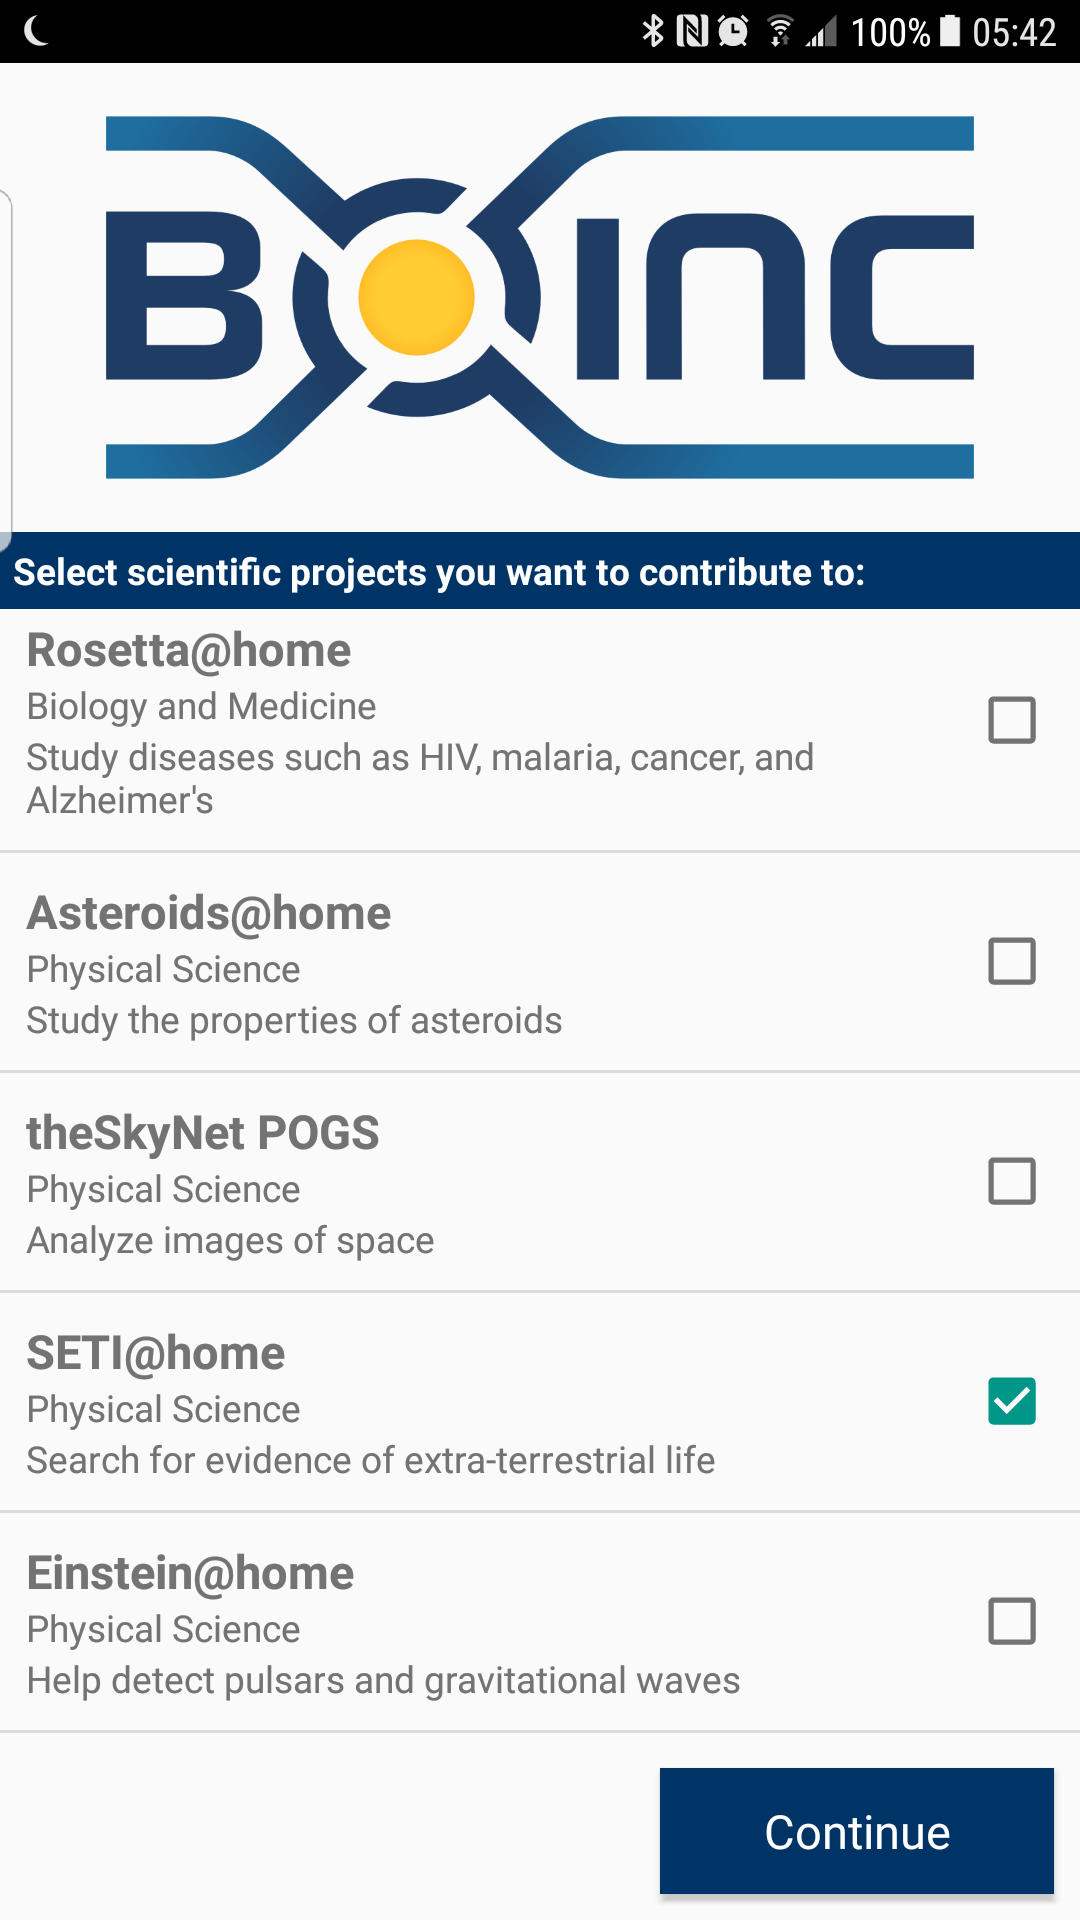 100% 05:42
BOINC
Select scientific projects you want to contribute to:
Rosetta@home
Biology and Medicine
Study diseases such as HIV, malaria, cancer, and
Alzheimer's
Asteroids@home
Physical Science
Study the properties of asteroids
theSkyNet POGS
Physical Science
Analyze images of space
SETI@home
Physical Science
Search for evidence of extra-terrestrial life
Einstein@home
Physical Science
Help detect pulsars and gravitational waves
Continue